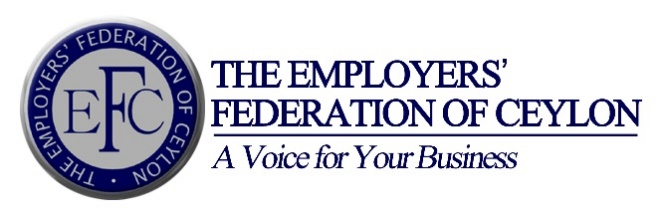 THE EMPLOYERS' FEDERATION OF CEYLON •
EFC
THE EMPLOYERS'
FEDERATION OF CEYLON
A Voice for Your Business